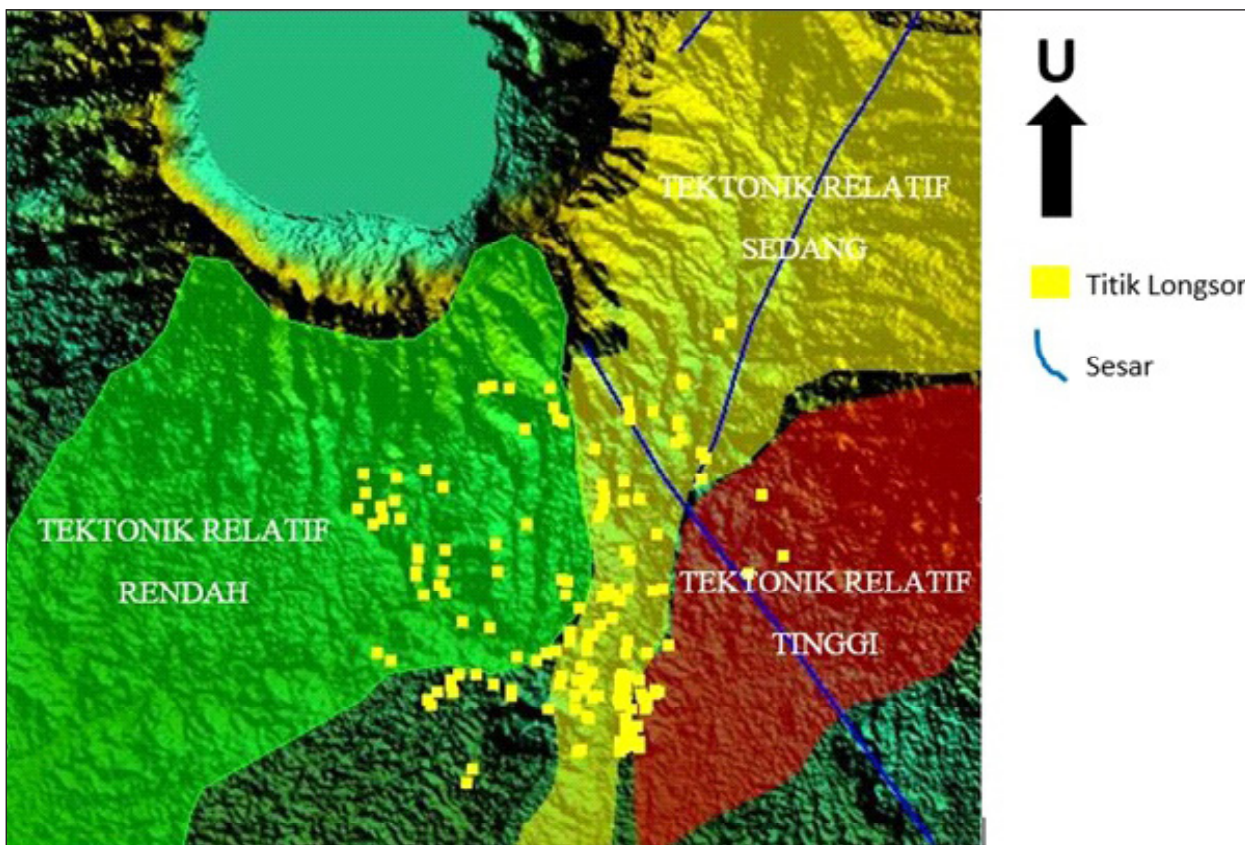 TEKTONIK RELATIF
SEDANG
TEKTONIK RELATIF
RENDAH
TEKTONIK RELATIF
TINGGI
U
Titik Longsor
Sesar